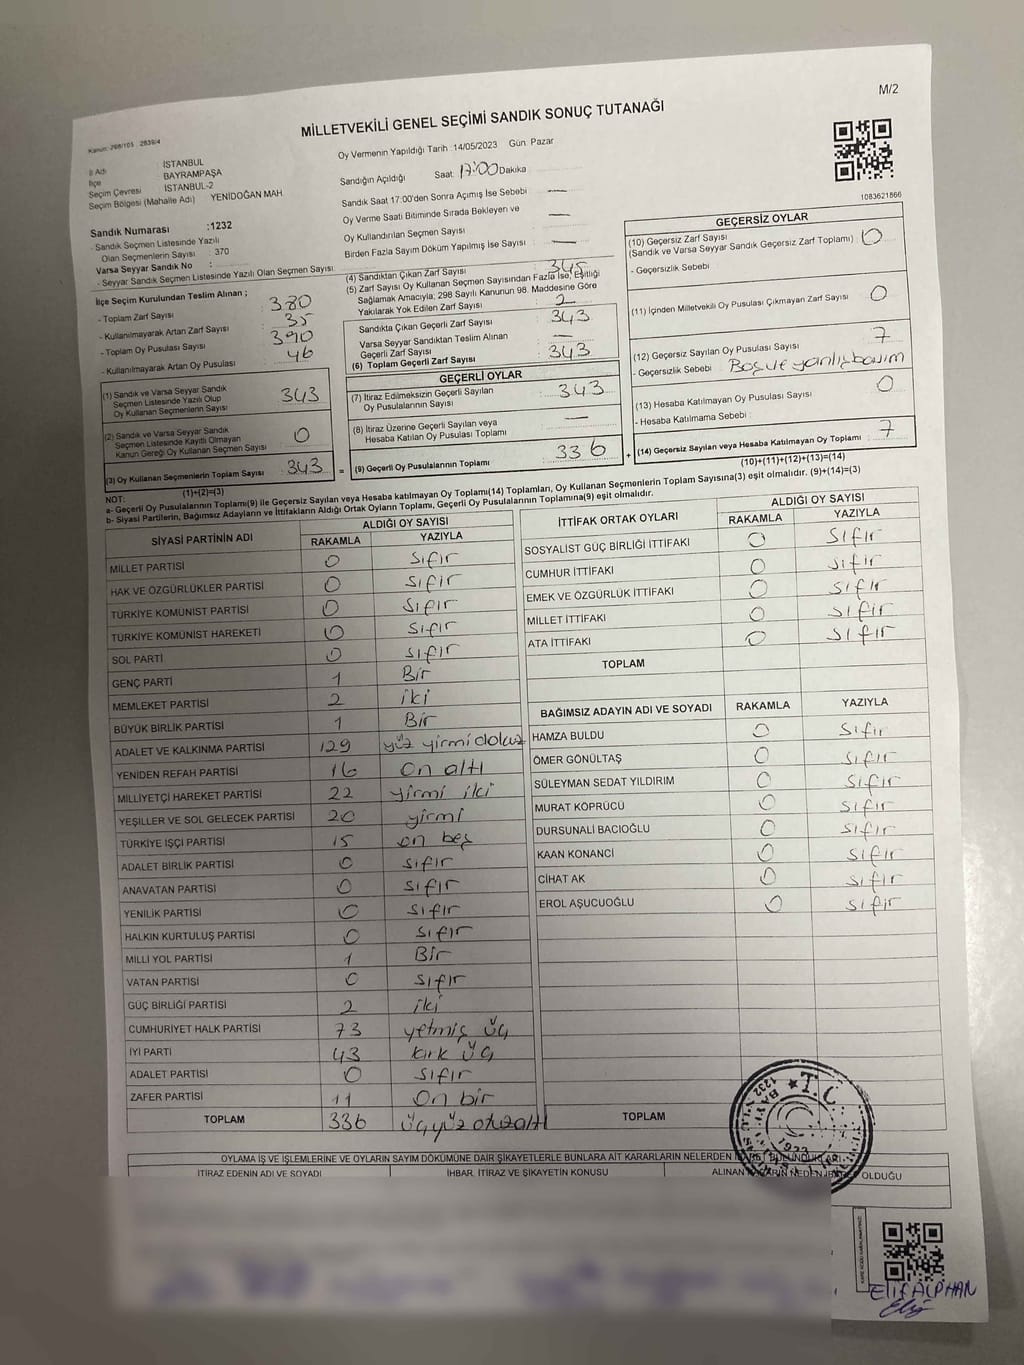 M/2
MİLLETVEKİLİ GENEL SEÇİMİ SANDIK SONUÇ TUTANAĞI
Kanun: 298/105 2839/4
İl Adı : İSTANBUL
İlçe BAYRAMPAŞA
Seçim Çevresi İSTANBUL-2
Seçim Bölgesi (Mahalle Adı) YENİDOĞAN MAH
Sandık Numarası :1232
- Sandık Seçmen Listesinde Yazılı
Olan Seçmenlerin Sayısı : 370
Varsa Seyyar Sandık No :
- Seyyar Sandık Seçmen Listesinde Yazılı Olan Seçmen Sayısı
Oy Vermenin Yapıldığı Tarih :14/05/2023 Gün: Pazar
Sandığın Açıldığı Saat: 17:00 Dakika
Sandık Saat 17:00'den Sonra Açımış İse Sebebi —
Oy Verme Saati Bitiminde Sırada Bekleyen ve
Oy Kullandırılan Seçmen Sayısı —
Birden Fazla Sayım Döküm Yapılmış İse Sayısı —
1083621866
İlçe Seçim Kurulundan Teslim Alınan ;
- Toplam Zarf Sayısı 380
- Kullanılmayarak Artan Zarf Sayısı : 35
- Toplam Oy Pusulası Sayısı 390
- Kullanılmayarak Artan Oy Pusulası 46
(1) Sandık ve Varsa Seyyar Sandık
Seçmen Listesinde Yazılı Olup
Oy Kullanan Seçmenlerin Sayısı 343
(2) Sandık ve Varsa Seyyar Sandık
Seçmen Listesinde Kayıtlı Olmayan
Kanun Gereği Oy Kullanan Seçmen Sayısı 0
(3) Oy Kullanan Seçmenlerin Toplam Sayısı 343 =
(1)+(2)=(3)
(4) Sandıktan Çıkan Zarf Sayısı 345
(5) Zarf Sayısı Oy Kullanan Seçmen Sayısından Fazla İse, Eşitliği
Sağlamak Amacıyla; 298 Sayılı Kanunun 98. Maddesine Göre
Yakılarak Yok Edilen Zarf Sayısı : 2
Sandıkta Çıkan Geçerli Zarf Sayısı 343
Varsa Seyyar Sandıktan Teslim Alınan
Geçerli Zarf Sayısı —
(6) Toplam Geçerli Zarf Sayısı 343
GEÇERLİ OYLAR
(7) İtiraz Edilmeksizin Geçerli Sayılan
Oy Pusulalarının Sayısı 343
(8) İtiraz Üzerine Geçerli Sayılan veya
Hesaba Katılan Oy Pusulası Toplamı —
(9) Geçerli Oy Pusulalarının Toplamı 336 +
GEÇERSİZ OYLAR
(10) Geçersiz Zarf Sayısı
(Sandık ve Varsa Seyyar Sandık Geçersiz Zarf Toplamı) : 0
- Geçersizlik Sebebi
(11) İçinden Milletvekili Oy Pusulası Çıkmayan Zarf Sayısı 0
(12) Geçersiz Sayılan Oy Pusulası Sayısı 7
- Geçersizlik Sebebi
(13) Hesaba Katılmayan Oy Pusulası Sayısı 0
- Hesaba Katılmama Sebebi :
(14) Geçersiz Sayılan veya Hesaba Katılmayan Oy Toplamı 7
(10)+(11)+(12)+(13)=(14)
NOT:
a- Geçerli Oy Pusulalarının Toplamı(9) ile Geçersiz Sayılan veya Hesaba katılmayan Oy Toplamı(14) Toplamları, Oy Kullanan Seçmenlerin Toplam Sayısına(3) eşit olmalıdır. (9)+(14)=(3)
b- Siyasi Partilerin, Bağımsız Adayların ve İttifakların Aldığı Ortak Oyların Toplamı, Geçerli Oy Pusulalarının Toplamına(9) eşit olmalıdır.
SİYASİ PARTİNİN ADI ALDIĞI OY SAYISI
RAKAMLA YAZIYLA
MİLLET PARTİSİ 0 sıfır
HAK VE ÖZGÜRLÜKLER PARTİSİ 0 sıfır
TÜRKİYE KOMÜNİST PARTİSİ 0 sıfır
TÜRKİYE KOMÜNİST HAREKETİ 0 sıfır
SOL PARTİ 0 sıfır
GENÇ PARTİ 1 Bir
MEMLEKET PARTİSİ 2 iki
BÜYÜK BİRLİK PARTİSİ 1 Bir
ADALET VE KALKINMA PARTİSİ 129 yüz yirmi dokuz
YENİDEN REFAH PARTİSİ 16 on altı
MİLLİYETÇİ HAREKET PARTİSİ 22 yirmi iki
YEŞİLLER VE SOL GELECEK PARTİSİ 20 yirmi
TÜRKİYE İŞÇİ PARTİSİ 15 on beş
ADALET BİRLİK PARTİSİ 0 sıfır
ANAVATAN PARTİSİ 0 sıfır
YENİLİK PARTİSİ 0 sıfır
HALKIN KURTULUŞ PARTİSİ 0 sıfır
MİLLİ YOL PARTİSİ 1 Bir
VATAN PARTİSİ 0 sıfır
GÜÇ BİRLİĞİ PARTİSİ 2 iki
CUMHURİYET HALK PARTİSİ 73 yetmiş üç
İYİ PARTİ 43 kırk üç
ADALET PARTİSİ 0 sıfır
ZAFER PARTİSİ 11 on bir
TOPLAM 336 üçyüz otuzaltı
İTTİFAK ORTAK OYLARI ALDIĞI OY SAYISI
RAKAMLA YAZIYLA
SOSYALİST GÜÇ BİRLİĞİ İTTİFAKI 0 sıfır
CUMHUR İTTİFAKI 0 sıfır
EMEK VE ÖZGÜRLÜK İTTİFAKI 0 sıfır
MİLLET İTTİFAKI 0 sıfır
ATA İTTİFAKI 0 sıfır
TOPLAM
BAĞIMSIZ ADAYIN ADI VE SOYADI RAKAMLA YAZIYLA
HAMZA BULDU 0 sıfır
ÖMER GÖNÜLTAŞ 0 sıfır
SÜLEYMAN SEDAT YILDIRIM 0 sıfır
MURAT KÖPRÜCÜ 0 sıfır
DURSUNALİ BACIOĞLU 0 sıfır
KAAN KONANCİ 0 sıfır
CİHAT AK 0 sıfır
EROL AŞUCUOĞLU 0 sıfır
TOPLAM
T.C.
1232
1923
OYLAMA İŞ VE İŞLEMLERİNE VE OYLARIN SAYIM DÖKÜMÜNE DAİR ŞİKAYETLERLE BUNLARA AİT KARARLARIN NELERDEN
İTİRAZ EDENİN ADI VE SOYADI İHBAR, İTİRAZ VE ŞİKAYETİN KONUSU ALINAN OLDUĞU
Elif ALPHAN